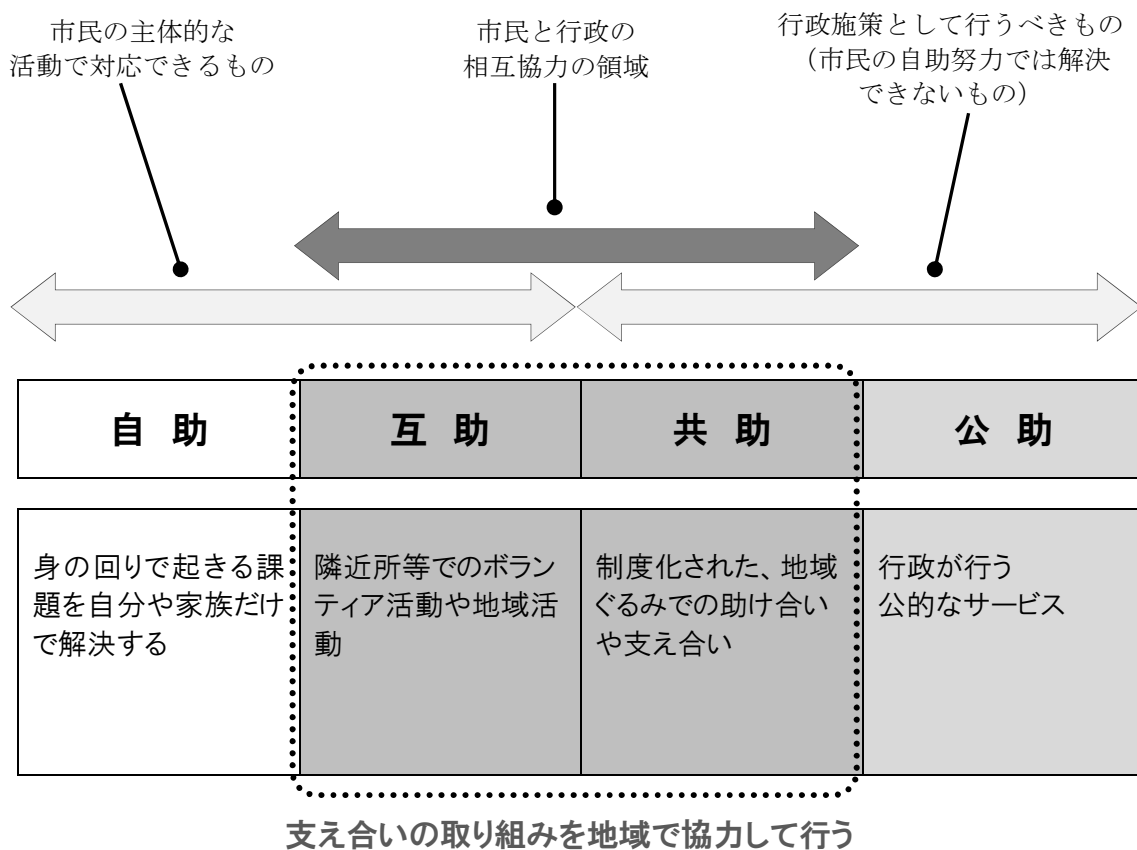 市民の主体的な
活動で対応できるもの
市民と行政の
相互協力の領域
行政施策として行うべきもの
（市民の自助努力では解決
できないもの）
自 助
互 助
共 助
公 助
身の回りで起きる課
題を自分や家族だけ
で解決する
隣近所等でのボラン
ティア活動や地域活
動
制度化された、地域
ぐるみでの助け合い
や支え合い
行政が行う
公的なサービス
支え合いの取り組みを地域で協力して行う